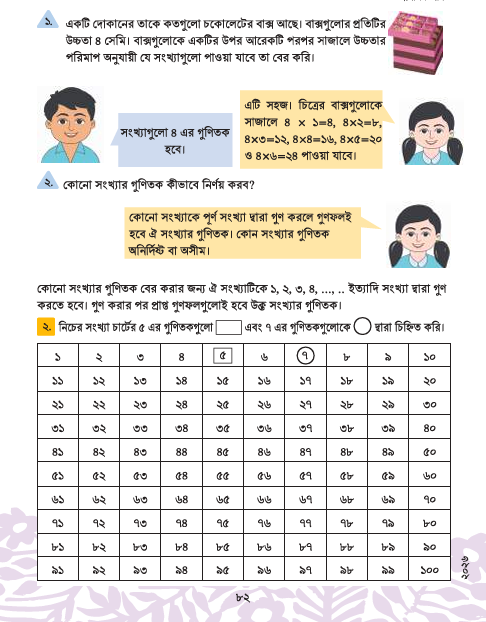 ১. একটি দোকানের তাকে কতগুলো চকোলেটের বাক্স আছে। বাক্সগুলোর প্রতিটির
উচ্চতা ৪ সেমি। বাক্সগুলোকে একটির উপর আরেকটি পরপর সাজালে উচ্চতার
পরিমাপ অনুযায়ী যে সংখ্যাগুলো পাওয়া যাবে তা বের করি।
সংখ্যাগুলো ৪ এর গুণিতক
হবে।
এটি সহজ। চিত্রের বাক্সগুলোকে
সাজালে ৪ × ১=৪, ৪×২=৮,
৪×৩=১২, ৪×৪=১৬, ৪×৫=২০
ও ৪×৬=২৪ পাওয়া যাবে।
২. কোনো সংখ্যার গুণিতক কীভাবে নির্ণয় করব?
কোনো সংখ্যাকে পূর্ণ সংখ্যা দ্বারা গুণ করলে গুণফলই
হবে ঐ সংখ্যার গুণিতক। কোন সংখ্যার গুণিতক
অনির্দিষ্ট বা অসীম।
কোনো সংখ্যার গুণিতক বের করার জন্য ঐ সংখ্যাটিকে ১, ২, ৩, ৪, ..., .. ইত্যাদি সংখ্যা দ্বারা গুণ
করতে হবে। গুণ করার পর প্রাপ্ত গুণফলগুলোই হবে উক্ত সংখ্যার গুণিতক।
২. নিচের সংখ্যা চার্টের ৫ এর গুণিতকগুলো এবং ৭ এর গুণিতকগুলোকে দ্বারা চিহ্নিত করি।
১ ২ ৩ ৪ ৫ ৬ ৭ ৮ ৯ ১০
১১ ১২ ১৩ ১৪ ১৫ ১৬ ১৭ ১৮ ১৯ ২০
২১ ২২ ২৩ ২৪ ২৫ ২৬ ২৭ ২৮ ২৯ ৩০
৩১ ৩২ ৩৩ ৩৪ ৩৫ ৩৬ ৩৭ ৩৮ ৩৯ ৪০
৪১ ৪২ ৪৩ ৪৪ ৪৫ ৪৬ ৪৭ ৪৮ ৪৯ ৫০
৫১ ৫২ ৫৩ ৫৪ ৫৫ ৫৬ ৫৭ ৫৮ ৫৯ ৬০
৬১ ৬২ ৬৩ ৬৪ ৬৫ ৬৬ ৬৭ ৬৮ ৬৯ ৭০
৭১ ৭২ ৭৩ ৭৪ ৭৫ ৭৬ ৭৭ ৭৮ ৭৯ ৮০
৮১ ৮২ ৮৩ ৮৪ ৮৫ ৮৬ ৮৭ ৮৮ ৮৯ ৯০
৯১ ৯২ ৯৩ ৯৪ ৯৫ ৯৬ ৯৭ ৯৮ ৯৯ ১০০
২০২৬
৮২